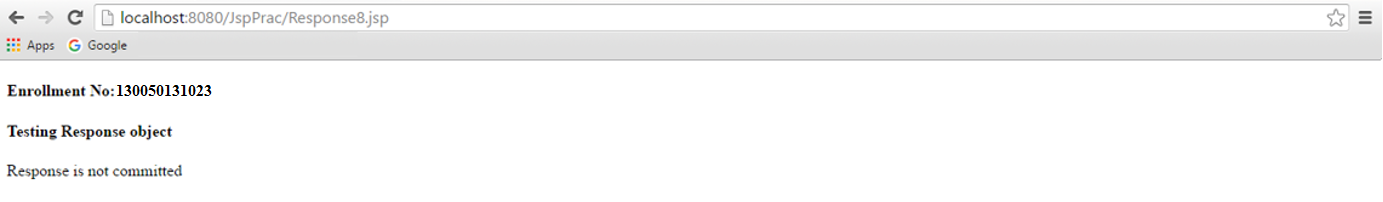 localhost:8080/JspPrac/Response8.jsp
Apps Google
Enrollment No:130050131023
Testing Response object
Response is not committed